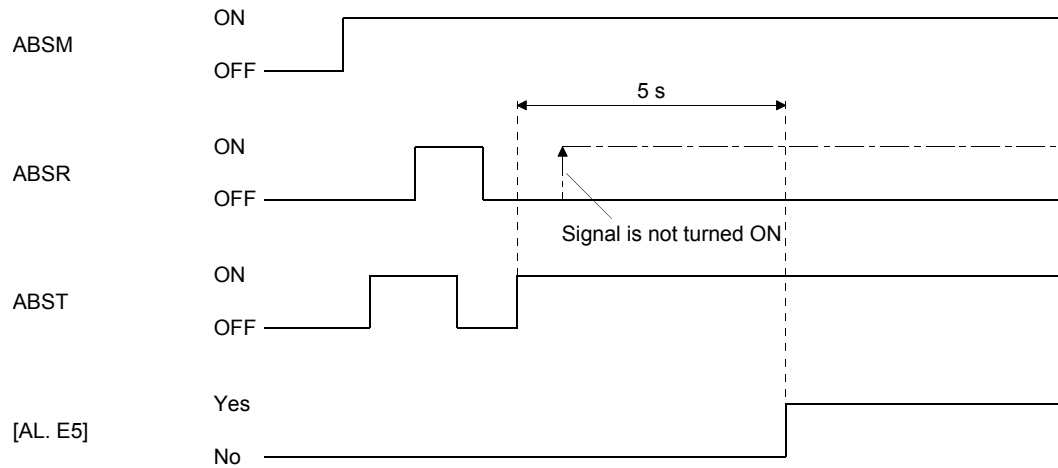 ABSM
ON
OFF
5 s
ABSR
ON
OFF
Signal is not turned ON
ABST
ON
OFF
[AL. E5]
Yes
No